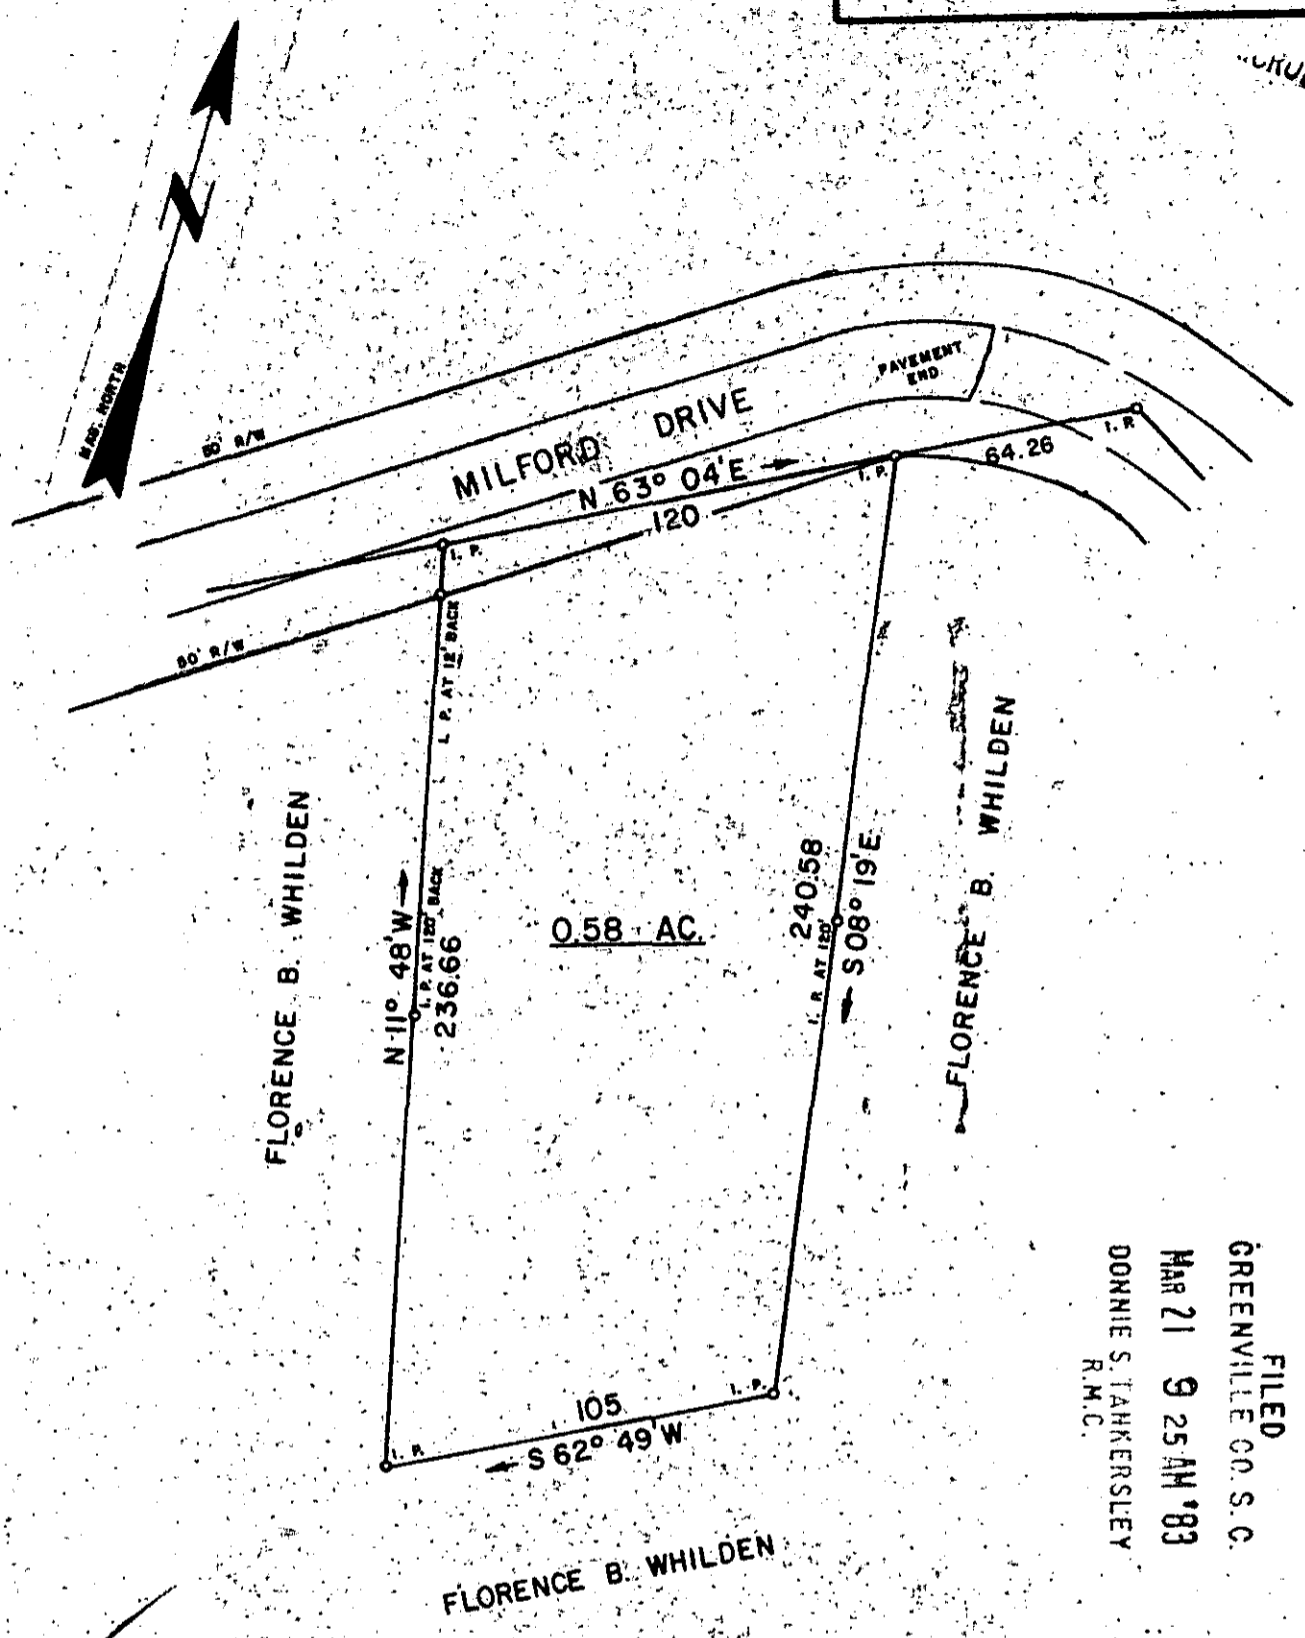 N
MAG. NORTH
50' R/W
MILFORD DRIVE
PAVEMENT
END
N 63° 04' E
120
64.26
I. P.
I. P.
I. P.
50' R/W
I. P. AT 12' BACK
FLORENCE B. WHILDEN
N 11° 48' W
I. P. AT 120' BACK
236.66
0.58 AC.
240.58
I. P. AT 120'
S 08° 19' E
FLORENCE B. WHILDEN
I. P.
I. P.
105
S 62° 49' W
FLORENCE B. WHILDEN
FILED
GREENVILLE CO. S.C.
MAR 21 9 25 AM '83
DONNIE S. TANKERSLEY
R.M.C.